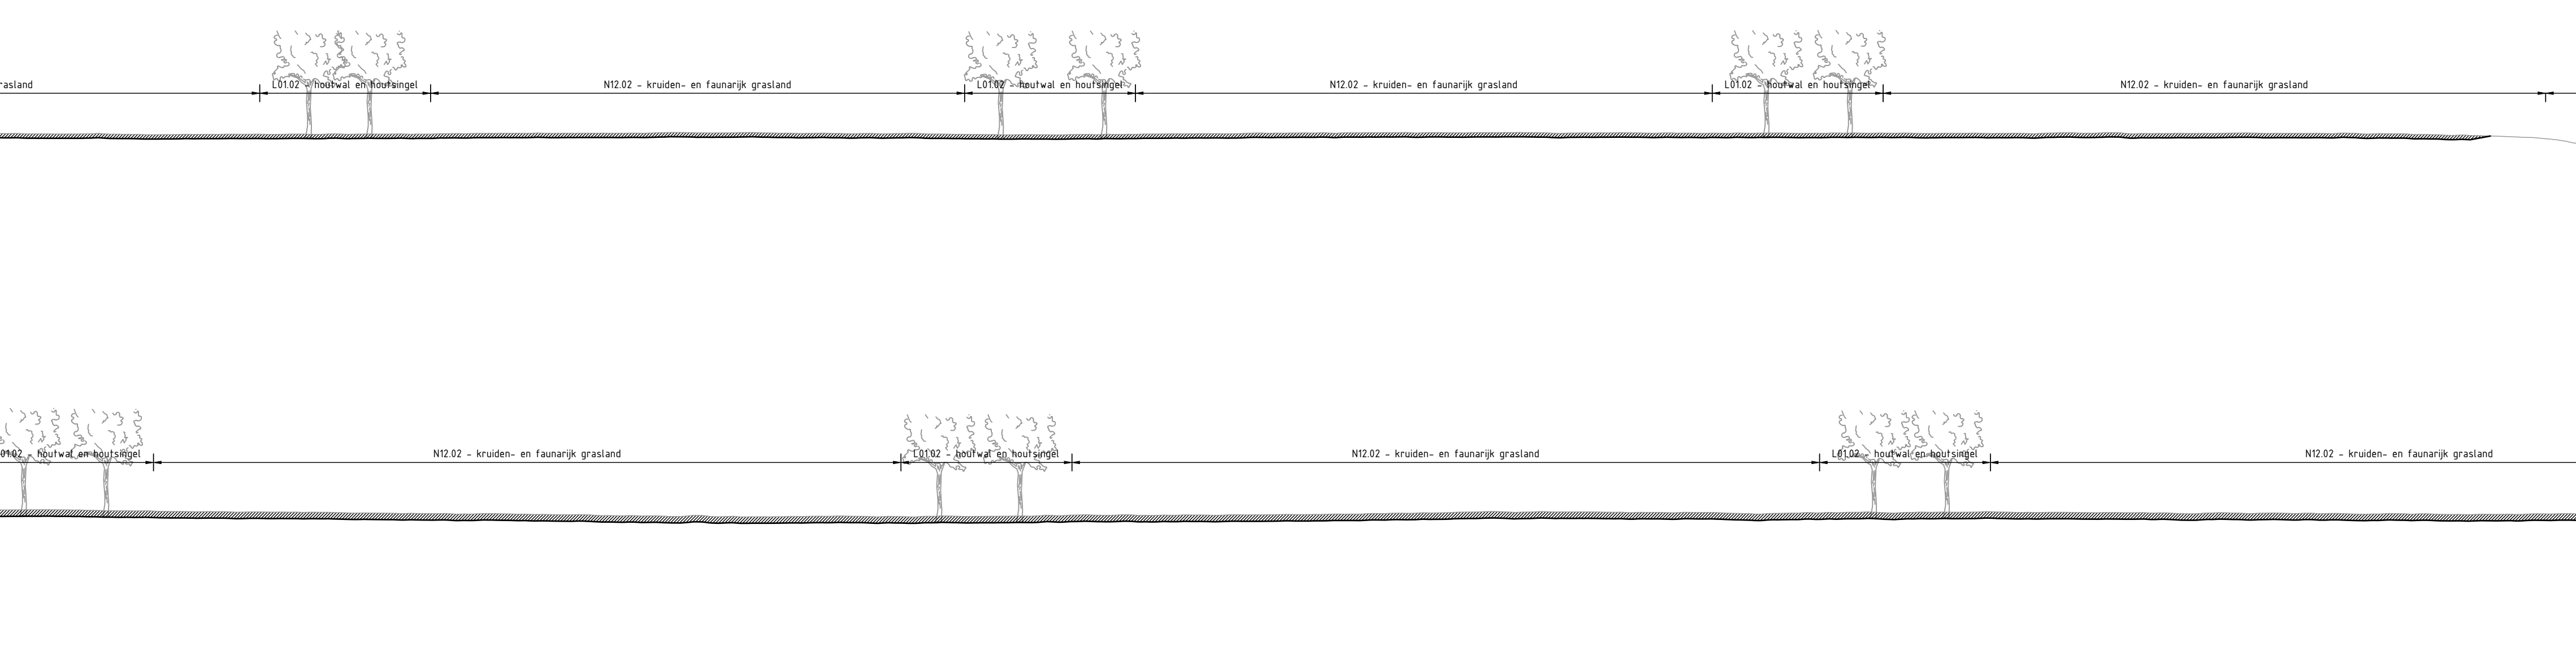 rasland
L01.02 - houtwal en houtsingel
N12.02 - kruiden- en faunarijk grasland
L01.02 - houtwal en houtsingel
N12.02 - kruiden- en faunarijk grasland
L01.02 - houtwal en houtsingel
N12.02 - kruiden- en faunarijk grasland
01.02 - houtwal en houtsingel
N12.02 - kruiden- en faunarijk grasland
L01.02 - houtwal en houtsingel
N12.02 - kruiden- en faunarijk grasland
L01.02 - houtwal en houtsingel
N12.02 - kruiden- en faunarijk grasland